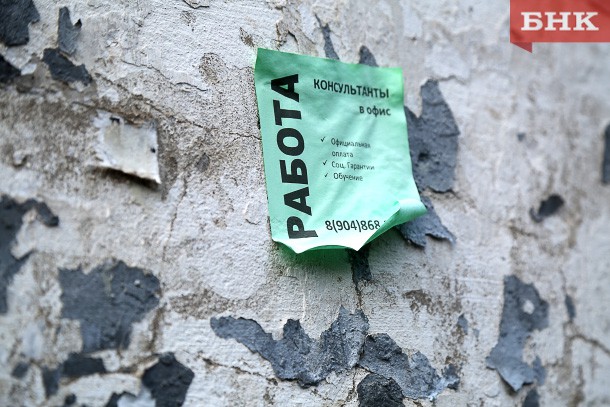 БНК
РАБОТА
КОНСУЛЬТАНТЫ
в офис
✓ Официальная
оплата
✓ Соц. Гарантии
✓ Обучение
8(904)868